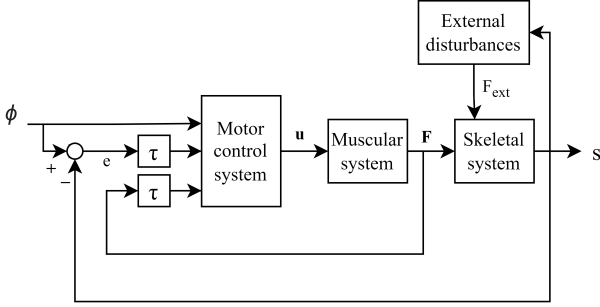 External
disturbances
F_ext
ϕ
Motor
control
system
u
Muscular
system
F
Skeletal
system
s
+
−
e
τ
τ